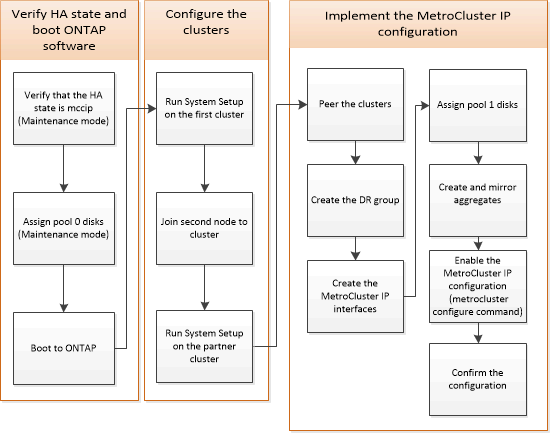 Verify HA state and
boot ONTAP
software
Verify that the HA
state is mccip
(Maintenance mode)
Assign pool 0 disks
(Maintenance mode)
Boot to ONTAP
Configure the
clusters
Run System Setup
on the first cluster
Join second node to
cluster
Run System Setup
on the partner
cluster
Implement the MetroCluster IP
configuration
Peer the clusters
Create the DR group
Create the
MetroCluster IP
interfaces
Assign pool 1 disks
Create and mirror
aggregates
Enable the
MetroCluster IP
configuration
(metrocluster
configure command)
Confirm the
configuration